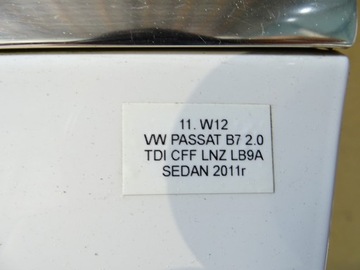 11. W12
VW PASSAT B7 2.0
TDI CFF LNZ LB9A
SEDAN 2011r